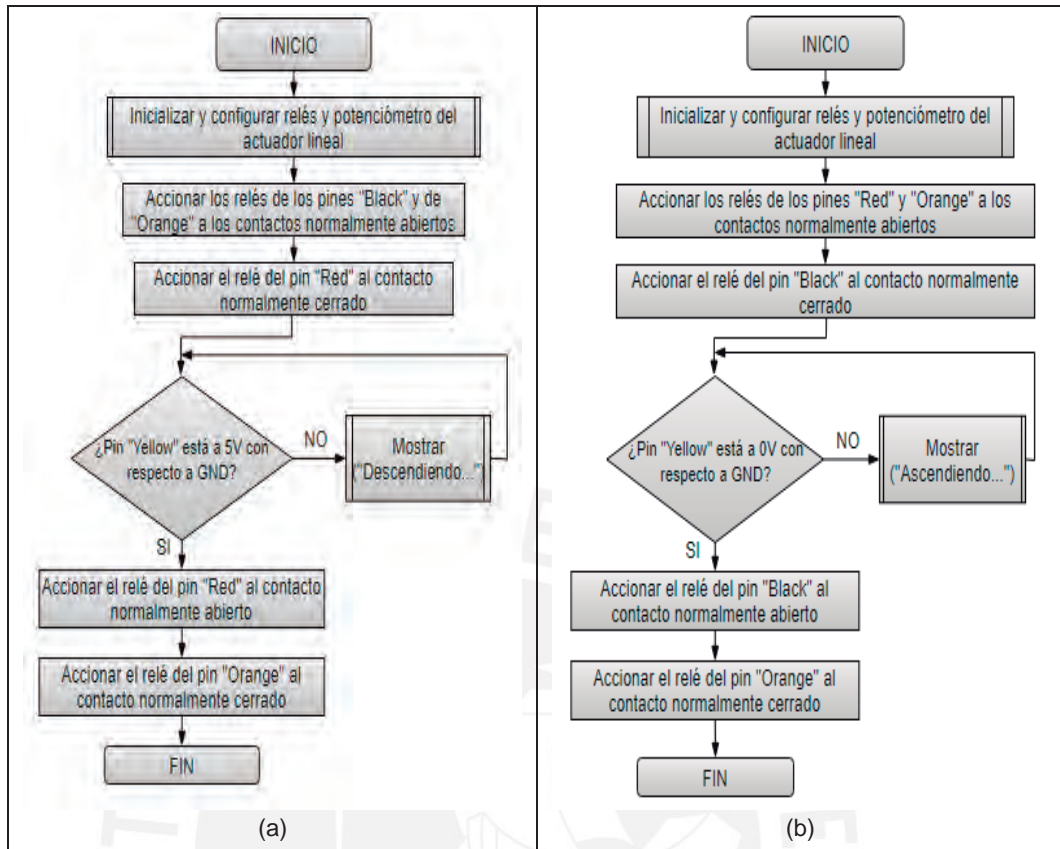 INICIO
Inicializar y configurar relés y potenciómetro del
actuador lineal
Accionar los relés de los pines "Black" y de
"Orange" a los contactos normalmente abiertos
Accionar el relé del pin "Red" al contacto
normalmente cerrado
¿Pin "Yellow" está a 5V con
respecto a GND?
NO
Mostrar
("Descendiendo...")
SI
Accionar el relé del pin "Red" al contacto
normalmente abierto
Accionar el relé del pin "Orange" al
contacto normalmente cerrado
FIN
(a)
INICIO
Inicializar y configurar relés y potenciómetro del
actuador lineal
Accionar los relés de los pines "Red" y "Orange" a los
contactos normalmente abiertos
Accionar el relé del pin "Black" al contacto normalmente
cerrado
¿Pin "Yellow" está a 0V con
respecto a GND?
NO
Mostrar
("Ascendiendo...")
SI
Accionar el relé del pin "Black" al
contacto normalmente abierto
Accionar el relé del pin "Orange" al
contacto normalmente cerrado
FIN
(b)